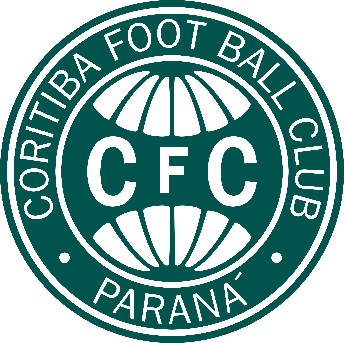 CORITIBA FOOT BALL CLUB
CFC
PARANÁ